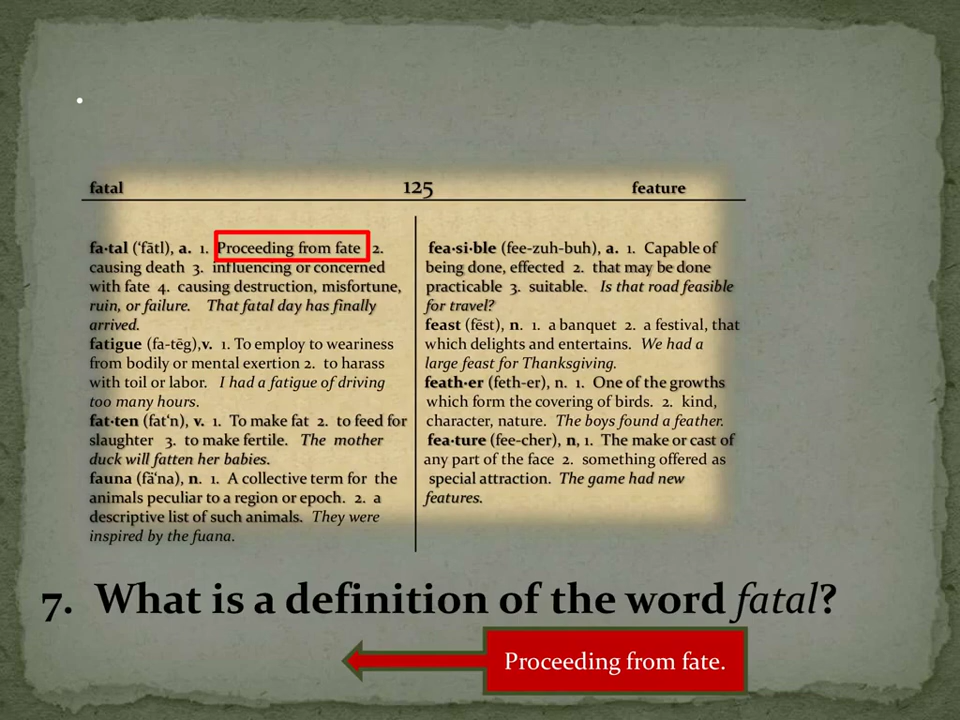 fatal 125 feature
fa·tal (‘fātl), a. 1. Proceeding from fate 2.
causing death 3. influencing or concerned
with fate 4. causing destruction, misfortune,
ruin, or failure. That fatal day has finally
arrived.
fatigue (fa-tēg),v. 1. To employ to weariness
from bodily or mental exertion 2. to harass
with toil or labor. I had a fatigue of driving
too many hours.
fat·ten (fat‘n), v. 1. To make fat 2. to feed for
slaughter 3. to make fertile. The mother
duck will fatten her babies.
fauna (fä‘na), n. 1. A collective term for the
animals peculiar to a region or epoch. 2. a
descriptive list of such animals. They were
inspired by the fuana.
fea·si·ble (fee-zuh-buh), a. 1. Capable of
being done, effected 2. that may be done
practicable 3. suitable. Is that road feasible
for travel?
feast (fēst), n. 1. a banquet 2. a festival, that
which delights and entertains. We had a
large feast for Thanksgiving.
feath·er (feth-er), n. 1. One of the growths
which form the covering of birds. 2. kind,
character, nature. The boys found a feather.
fea·ture (fee-cher), n, 1. The make or cast of
any part of the face 2. something offered as
special attraction. The game had new
features.
7. What is a definition of the word fatal?
Proceeding from fate.